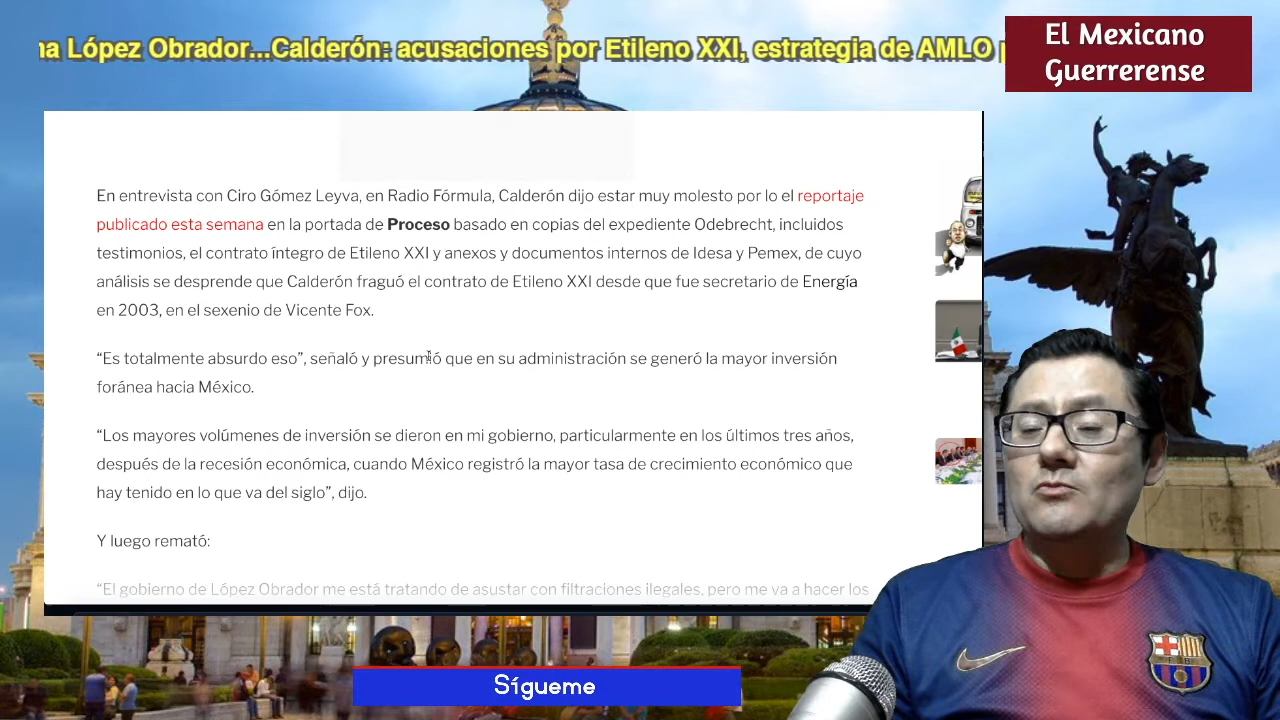 na López Obrador...Calderón: acusaciones por Etileno XXI, estrategia de AMLO
El Mexicano
Guerrerense
En entrevista con Ciro Gómez Leyva, en Radio Fórmula, Calderón dijo estar muy molesto por lo el reportaje
publicado esta semana en la portada de Proceso basado en copias del expediente Odebrecht, incluidos
testimonios, el contrato íntegro de Etileno XXI y anexos y documentos internos de Idesa y Pemex, de cuyo
análisis se desprende que Calderón fraguó el contrato de Etileno XXI desde que fue secretario de Energía
en 2003, en el sexenio de Vicente Fox.
“Es totalmente absurdo eso”, señaló y presumió que en su administración se generó la mayor inversión
foránea hacia México.
“Los mayores volúmenes de inversión se dieron en mi gobierno, particularmente en los últimos tres años,
después de la recesión económica, cuando México registró la mayor tasa de crecimiento económico que
hay tenido en lo que va del siglo”, dijo.
Y luego remató:
“El gobierno de López Obrador me está tratando de asustar con filtraciones ilegales, pero me va a hacer los
FCB
Sígueme